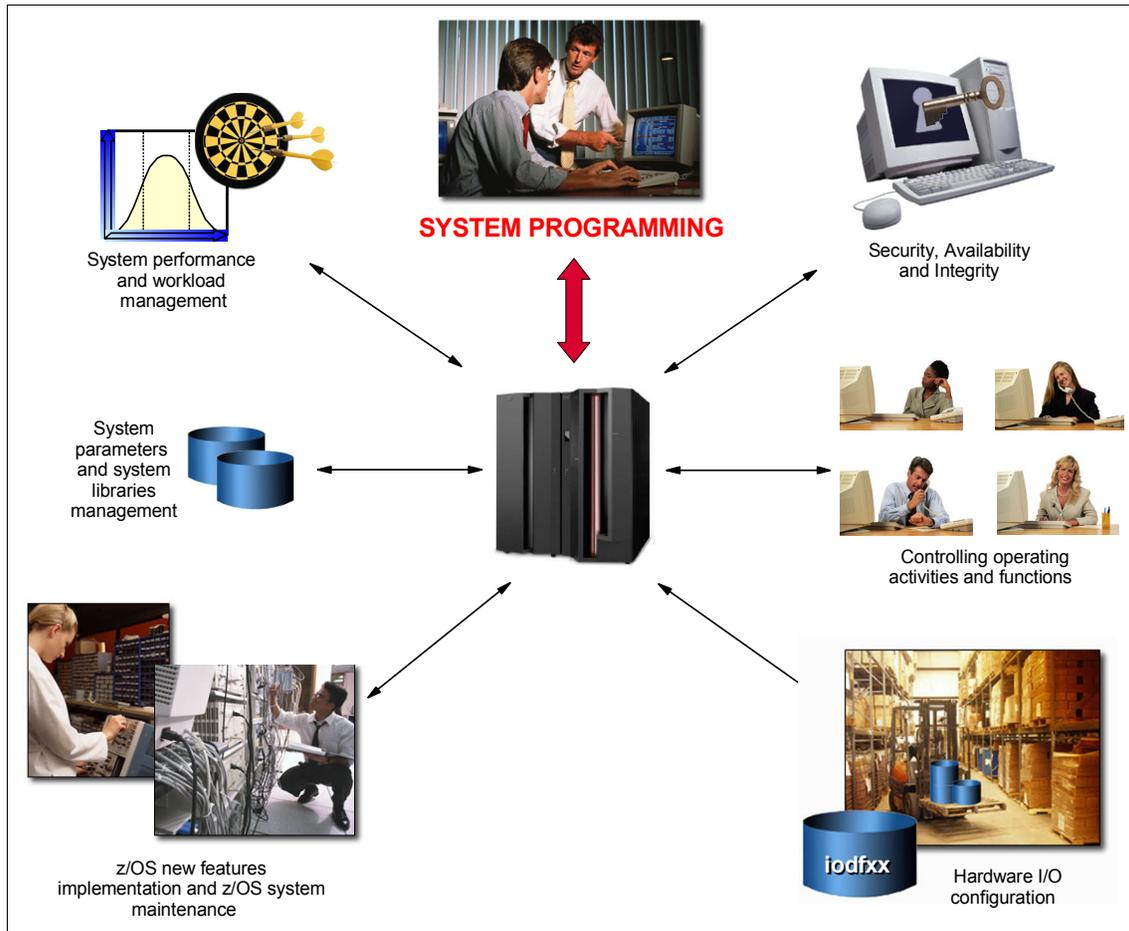 SYSTEM PROGRAMMING
System performance
and workload
management
Security, Availability
and Integrity
System
parameters
and system
libraries
management
Controlling operating
activities and functions
z/OS new features
implementation and z/OS system
maintenance
iodfxx
Hardware I/O
configuration